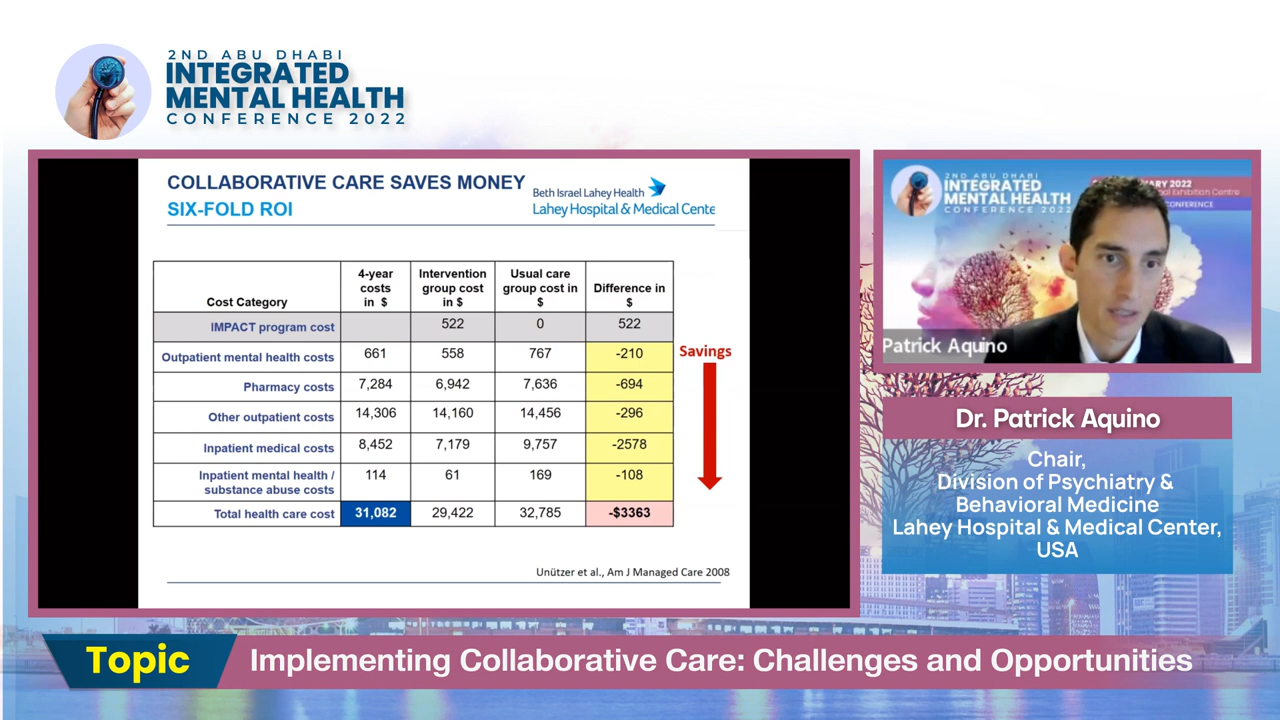 2ND ABU DHABI
INTEGRATED
MENTAL HEALTH
CONFERENCE 2022
COLLABORATIVE CARE SAVES MONEY
SIX-FOLD ROI
Beth Israel Lahey Health
Lahey Hospital & Medical Cente
Cost Category
4-year
costs
in $
Intervention
group cost
in $
Usual care
group cost in
$
Difference in
$
IMPACT program cost 522 0 522
Outpatient mental health costs 661 558 767 -210
Pharmacy costs 7,284 6,942 7,636 -694
Other outpatient costs 14,306 14,160 14,456 -296
Inpatient medical costs 8,452 7,179 9,757 -2578
Inpatient mental health /
substance abuse costs 114 61 169 -108
Total health care cost 31,082 29,422 32,785 -$3363
Savings
Unützer et al., Am J Managed Care 2008
2ND ABU DHABI
INTEGRATED
MENTAL HEALTH
CONFERENCE 2022
2022
Exhibition Centre
CONFERENCE
Patrick Aquino
Dr. Patrick Aquino
Chair,
Division of Psychiatry &
Behavioral Medicine
Lahey Hospital & Medical Center,
USA
Topic
Implementing Collaborative Care: Challenges and Opportunities